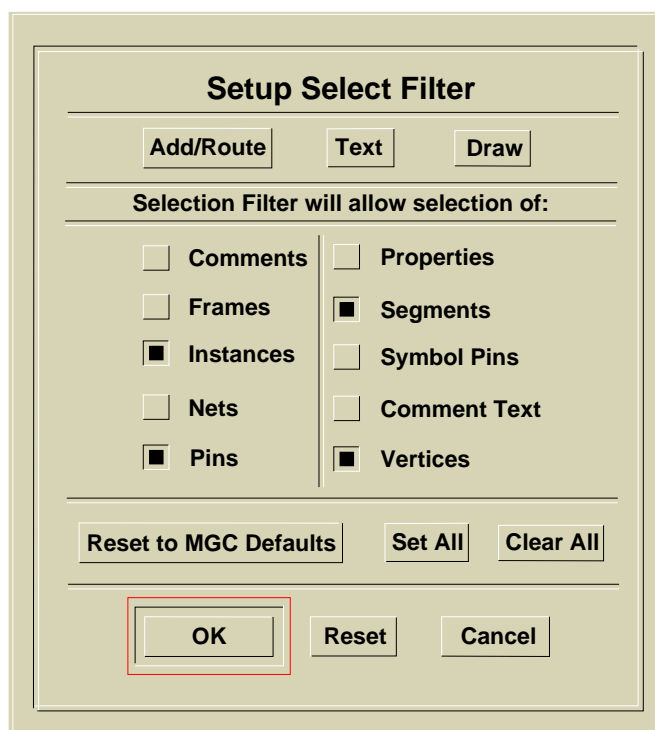 Setup Select Filter
Add/Route Text Draw
Selection Filter will allow selection of:
Comments Properties
Frames Segments
Instances Symbol Pins
Nets Comment Text
Pins Vertices
Reset to MGC Defaults Set All Clear All
OK Reset Cancel